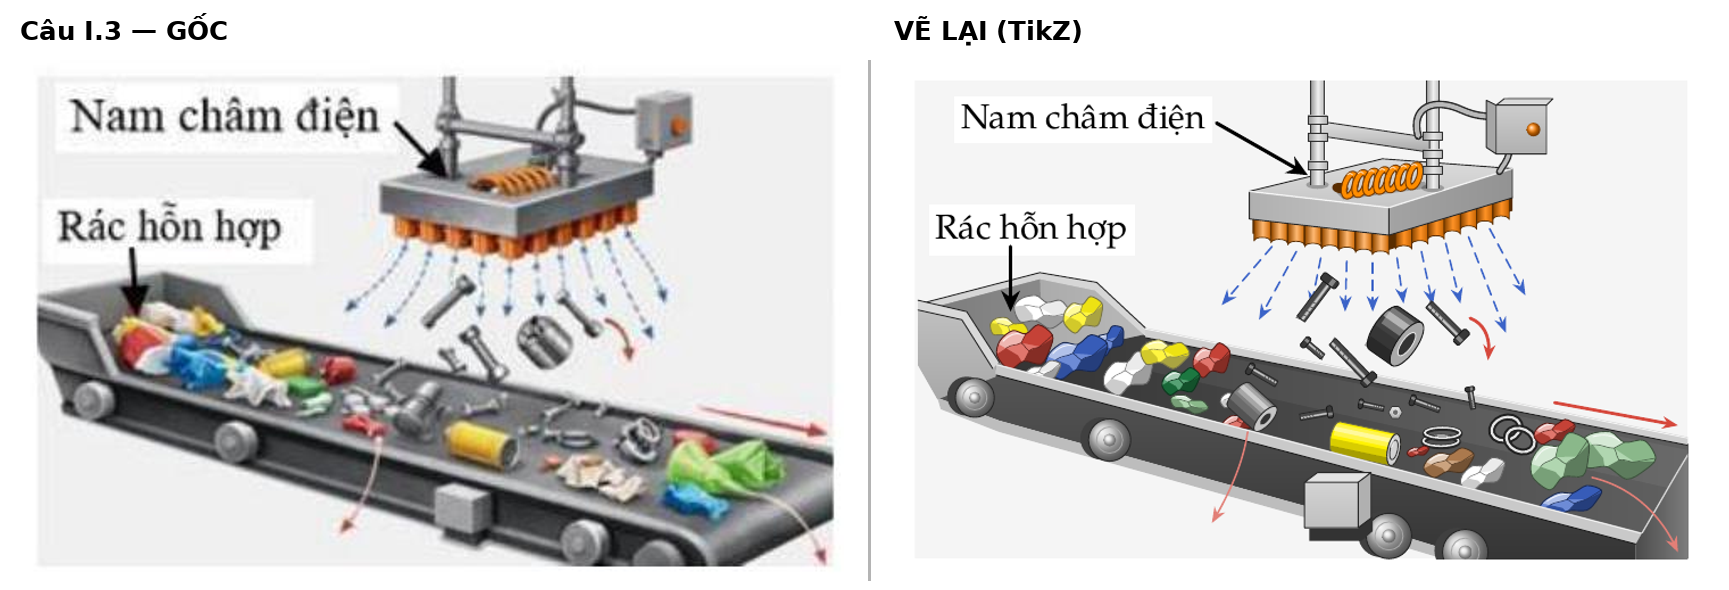 Câu I.3 — GỐC
Nam châm điện
Rác hỗn hợp
VẼ LẠI (TikZ)
Nam châm điện
Rác hỗn hợp